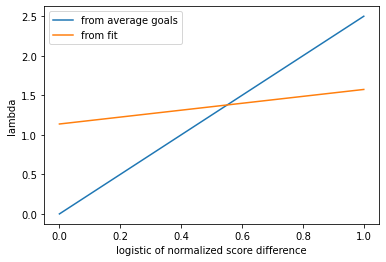 from average goals
from fit
2.5
2.0
1.5
1.0
0.5
0.0
lambda
0.0 0.2 0.4 0.6 0.8 1.0
logistic of normalized score difference